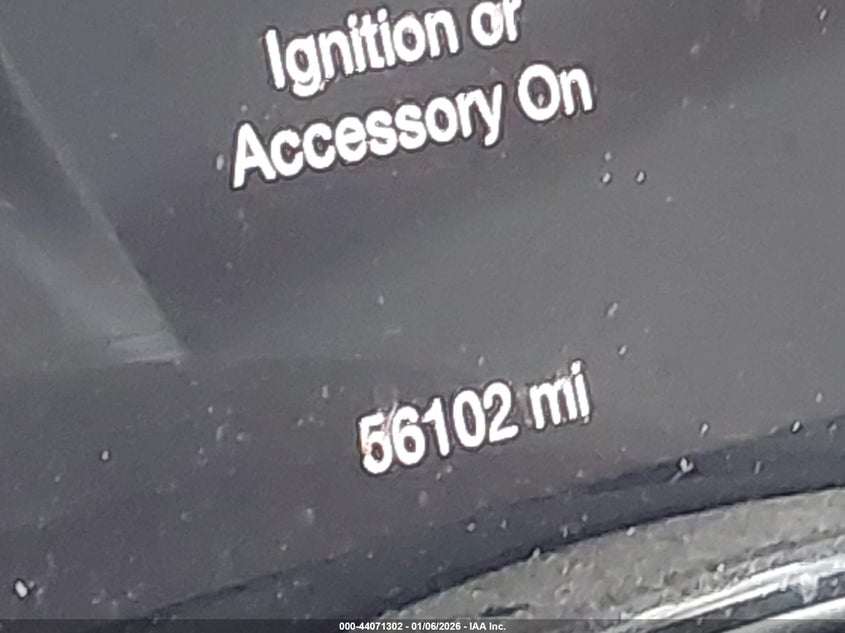 Ignition or
Accessory On
56102 mi
000-44071302 - 01/06/2026 - IAA Inc.